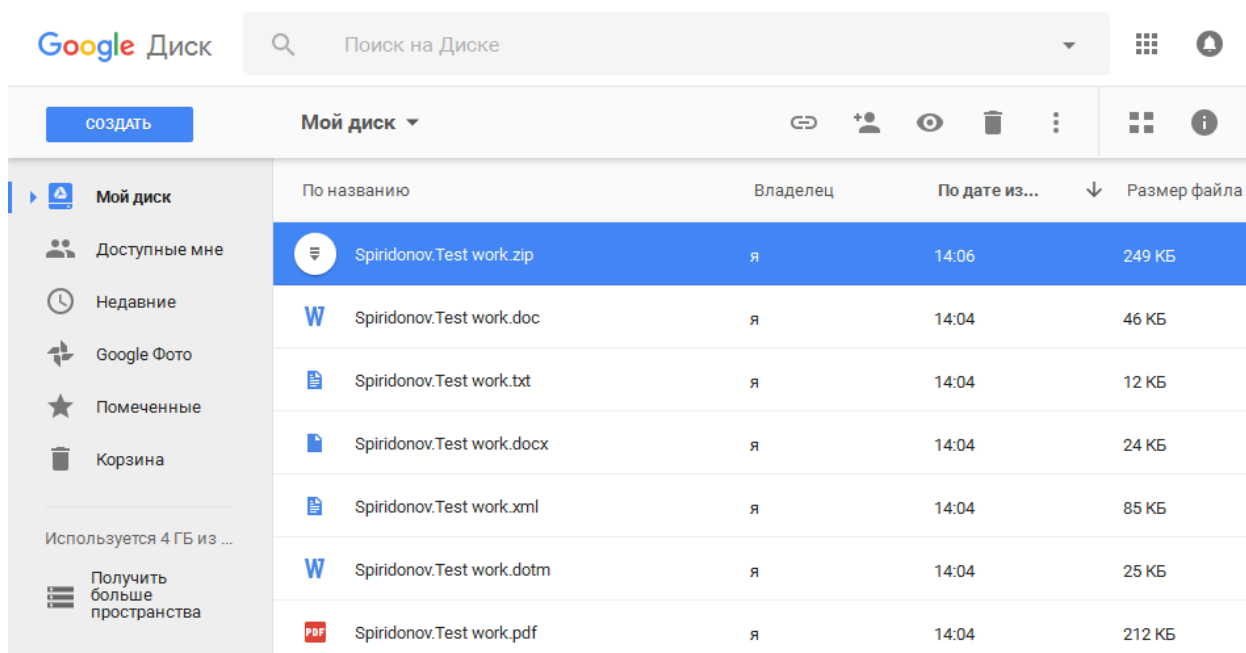 Google Диск
Поиск на Диске
СОЗДАТЬ
Мой диск
Мой диск
Доступные мне
Недавние
Google Фото
Помеченные
Корзина
Используется 4 ГБ из ...
Получить
больше
пространства
По названию Владелец По дате из... Размер файла
Spiridonov.Test work.zip я 14:06 249 КБ
W Spiridonov.Test work.doc я 14:04 46 КБ
Spiridonov.Test work.txt я 14:04 12 КБ
Spiridonov.Test work.docx я 14:04 24 КБ
Spiridonov.Test work.xml я 14:04 85 КБ
W Spiridonov.Test work.dotm я 14:04 25 КБ
PDF Spiridonov.Test work.pdf я 14:04 212 КБ